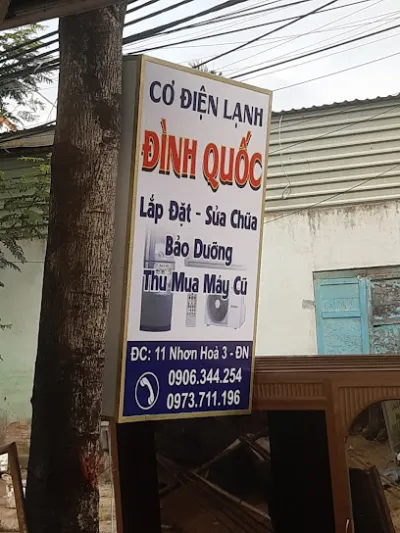 CƠ ĐIỆN LẠNH
ĐÌNH QUỐC
Lắp Đặt - Sửa Chữa
Bảo Dưỡng
Thu Mua Máy Cũ
ĐC: 11 Nhơn Hoà 3 - ĐN
0906.344.254
0973.711.196